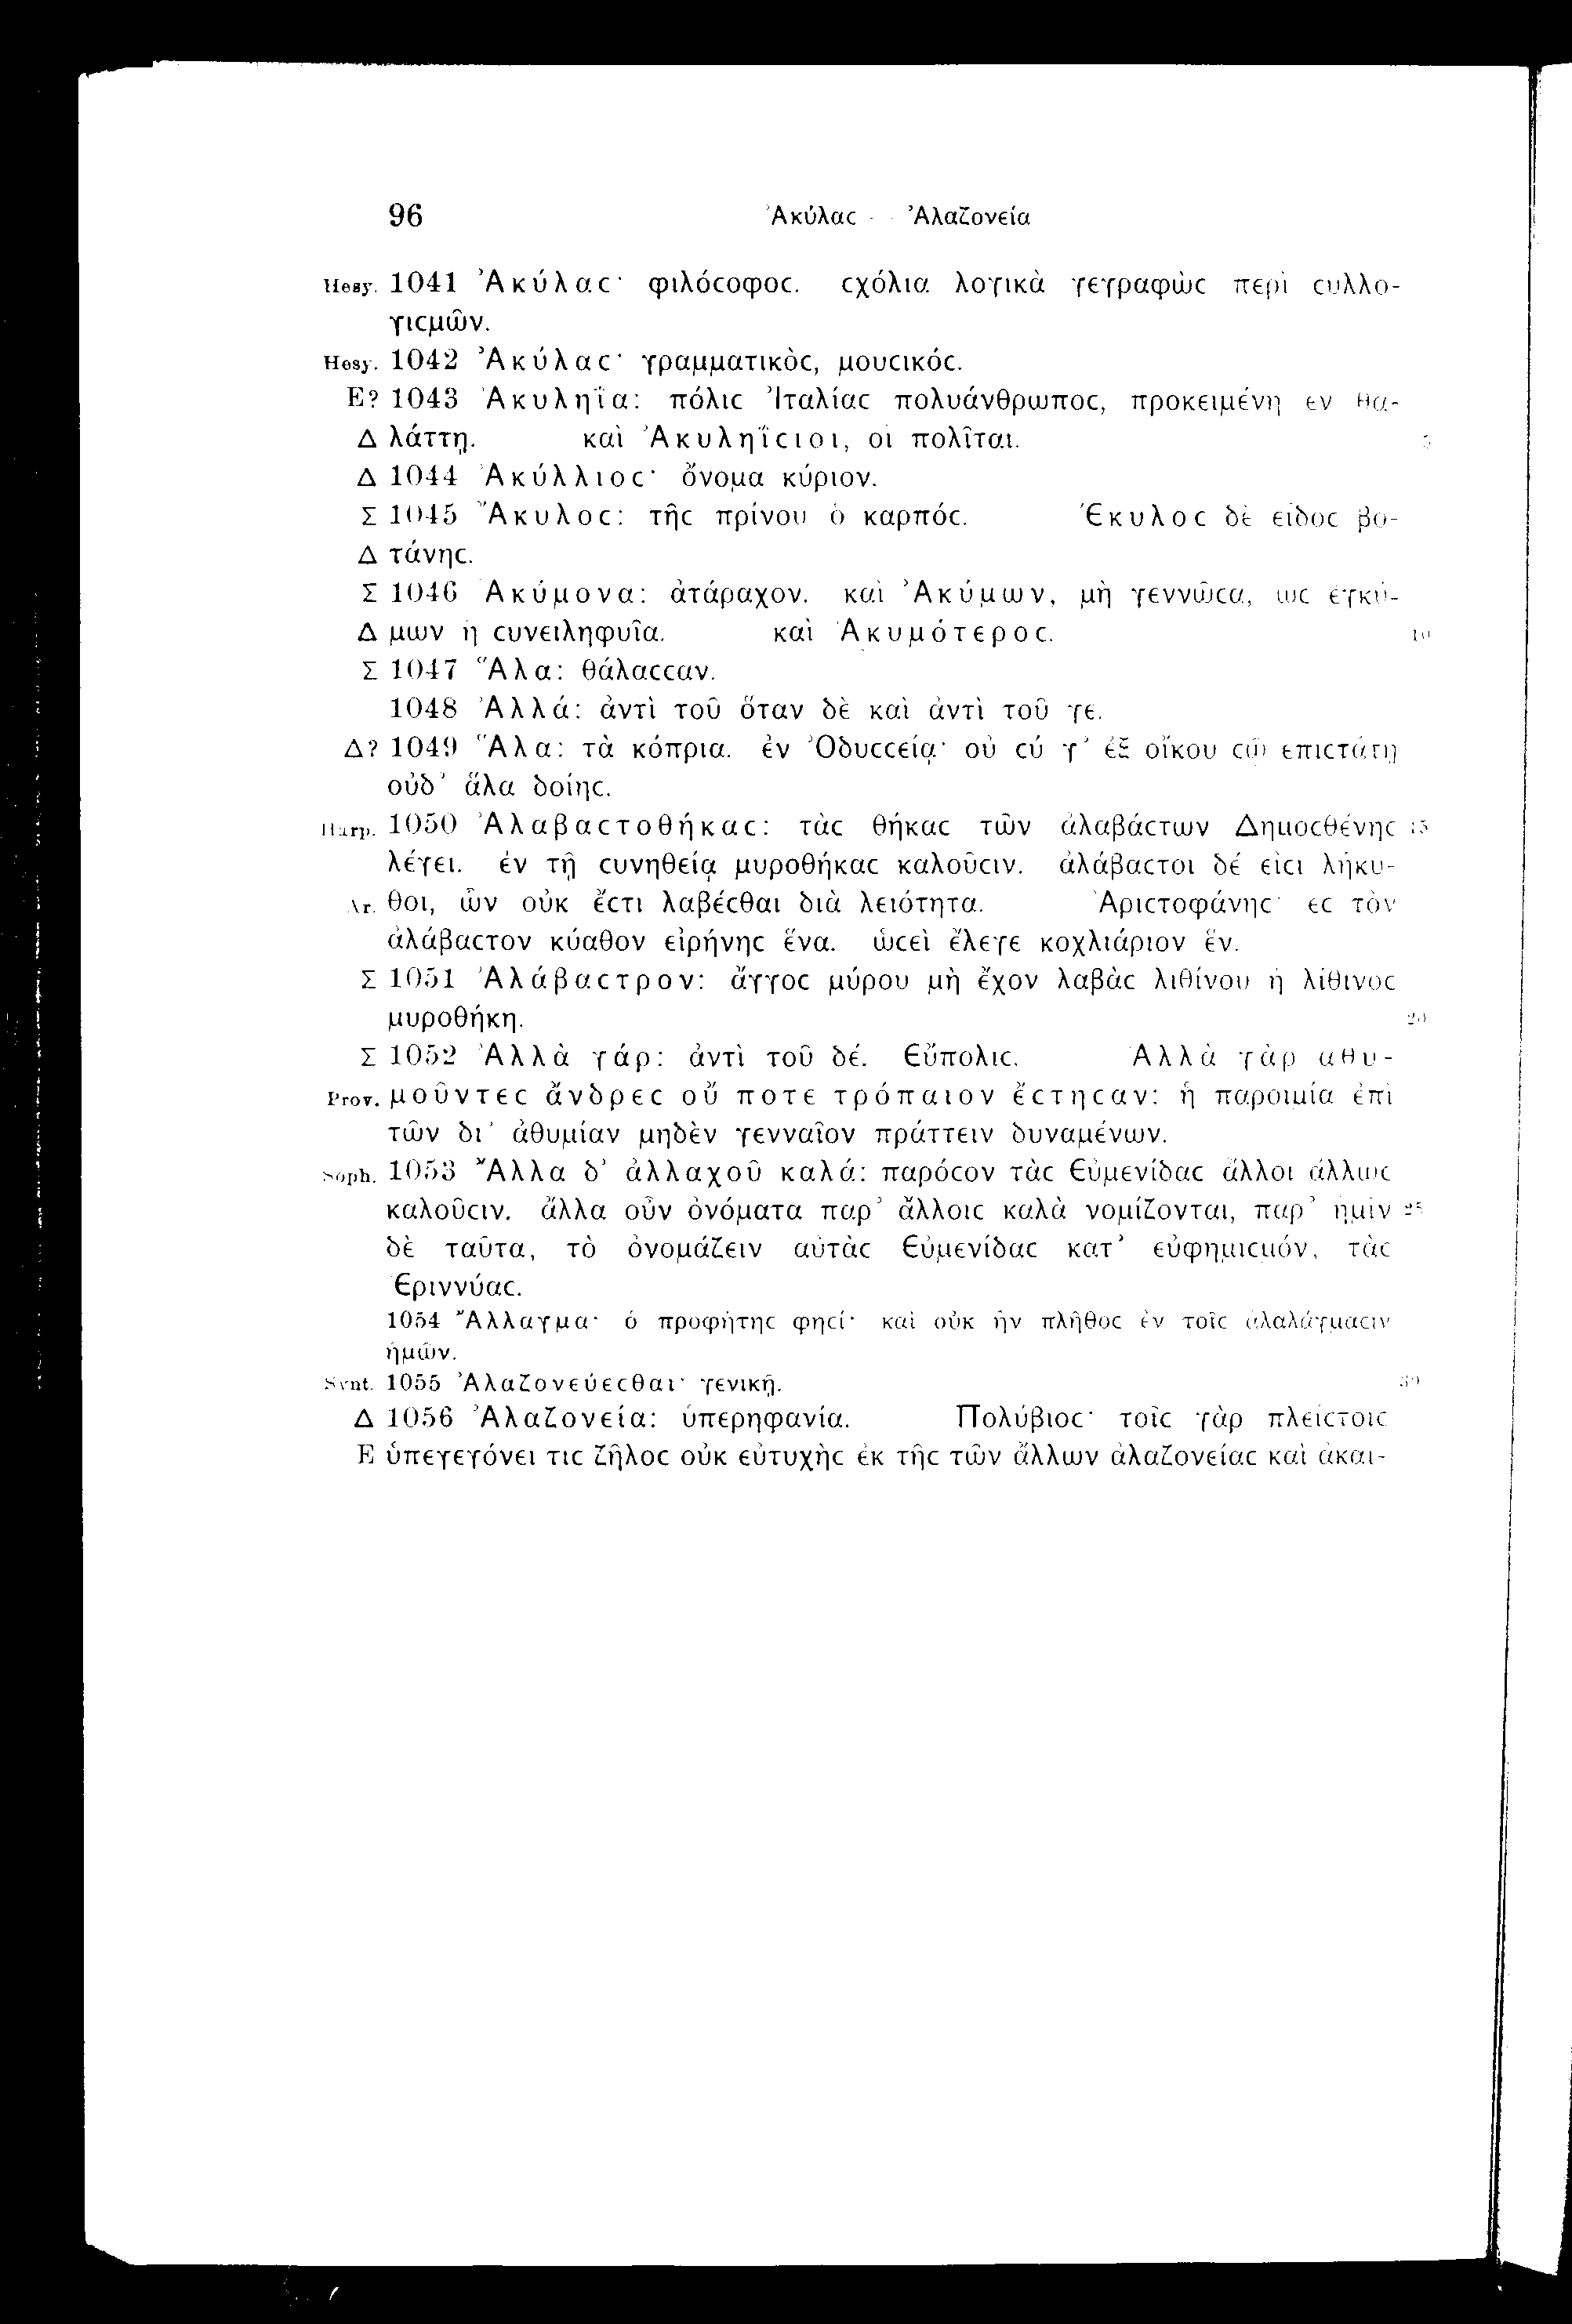 96 Ἀκύλαϲ - Ἀλαζονεία
Hesy. 1041 Ἀκύλαϲ· φιλόϲοφοϲ. ϲχόλια λογικὰ γεγραφὼϲ περὶ ϲυλλο-
γιϲμῶν.
Hesy. 1042 Ἀκύλαϲ· γραμματικὸϲ, μουϲικόϲ.
E? 1043 Ἀκυληΐα: πόλιϲ Ἰταλίαϲ πολυάνθρωποϲ, προκειμένη ἐν θα-
Δ λάττῃ. καὶ Ἀκυληΐϲιοι, οἱ πολῖται. 5
Δ 1044 Ἀκύλλιοϲ· ὄνομα κύριον.
Σ 1045 Ἄκυλοϲ: τῆϲ πρίνου ὁ καρπόϲ. Ἔκυλοϲ δὲ εἶδοϲ βο-
Δ τάνηϲ.
Σ 1046 Ἀκύμονα: ἀτάραχον. καὶ Ἀκύμων, μὴ γεννῶϲα, ὡϲ ἐγκύ-
Δ μων ἡ ϲυνειληφυῖα. καὶ Ἀκυμότεροϲ. 10
Σ 1047 Ἅλα: θάλαϲϲαν.
1048 Ἀλλά: ἀντὶ τοῦ ὅταν δὲ καὶ ἀντὶ τοῦ γε.
Δ? 1049 Ἅλα: τὰ κόπρια. ἐν Ὀδυϲϲείᾳ· οὐ ϲύ γ’ ἐξ οἴκου ϲῷ ἐπιϲτάτῃ
οὐδ’ ἅλα δοίηϲ.
Harp. 1050 Ἀλαβαϲτοθήκαϲ: τὰϲ θήκαϲ τῶν ἀλαβάϲτων Δημοϲθένηϲ 15
λέγει. ἐν τῇ ϲυνηθείᾳ μυροθήκαϲ καλοῦϲιν. ἀλάβαϲτοι δέ εἰϲι λήκυ-
Ar. θοι, ὧν οὐκ ἔϲτι λαβέϲθαι διὰ λειότητα. Ἀριϲτοφάνηϲ· ἐϲ τὸν
ἀλάβαϲτον κύαθον εἰρήνηϲ ἕνα. ὡϲεὶ ἔλεγε κοχλιάριον ἕν.
Σ 1051 Ἀλάβαϲτρον: ἄγγοϲ μύρου μὴ ἔχον λαβὰϲ λιθίνου ἢ λίθινοϲ
μυροθήκη. 20
Σ 1052 Ἀλλὰ γάρ: ἀντὶ τοῦ δέ. Εὔπολιϲ. Ἀλλὰ γὰρ ἀθυ-
Prov. μοῦντεϲ ἄνδρεϲ οὔ ποτε τρόπαιον ἔϲτηϲαν: ἡ παροιμία ἐπὶ
τῶν δι’ ἀθυμίαν μηδὲν γενναῖον πράττειν δυναμένων.
Soph. 1053 Ἄλλα δ’ ἀλλαχοῦ καλά: παρόϲον τὰϲ Εὐμενίδαϲ ἄλλοι ἄλλωϲ
καλοῦϲιν. ἄλλα οὖν ὀνόματα παρ’ ἄλλοιϲ καλὰ νομίζονται, παρ’ ἡμῖν 25
δὲ ταῦτα, τὸ ὀνομάζειν αὐτὰϲ Εὐμενίδαϲ κατ’ εὐφημιϲμόν, τὰϲ
Ἐριννύαϲ.
1054 Ἄλλαγμα· ὁ προφήτηϲ φηϲί· καὶ οὐκ ἦν πλῆθοϲ ἐν τοῖϲ ἀλαλάγμαϲιν
ἡμῶν.
Synt. 1055 Ἀλαζονεύεϲθαι· γενικῇ. 30
Δ 1056 Ἀλαζονεία: ὑπερηφανία. Πολύβιοϲ· τοῖϲ γὰρ πλείϲτοιϲ
E ὑπεγεγόνει τιϲ ζῆλοϲ οὐκ εὐτυχὴϲ ἐκ τῆϲ τῶν ἄλλων ἀλαζονείαϲ καὶ ἀκαι-